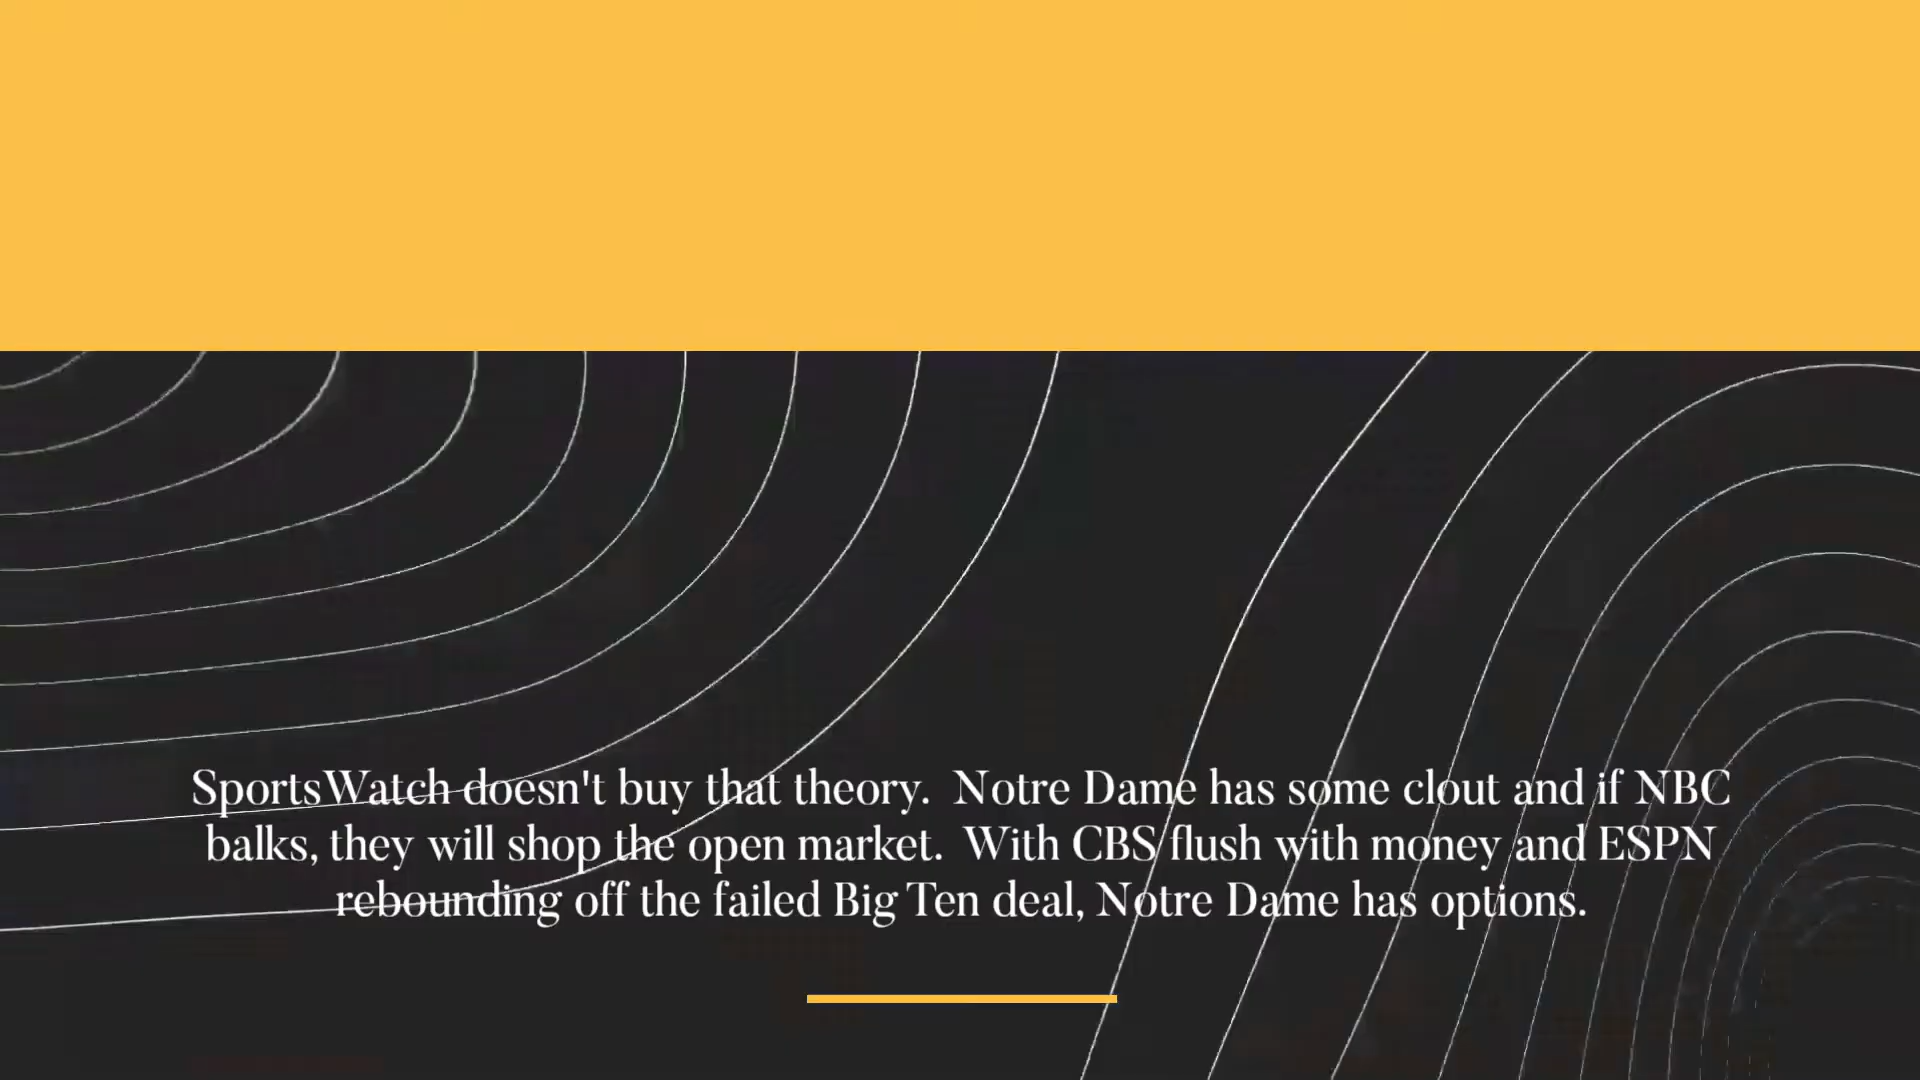 SportsWatch doesn't buy that theory.  Notre Dame has some clout and if NBC
balks, they will shop the open market.  With CBS flush with money and ESPN
rebounding off the failed Big Ten deal, Notre Dame has options.